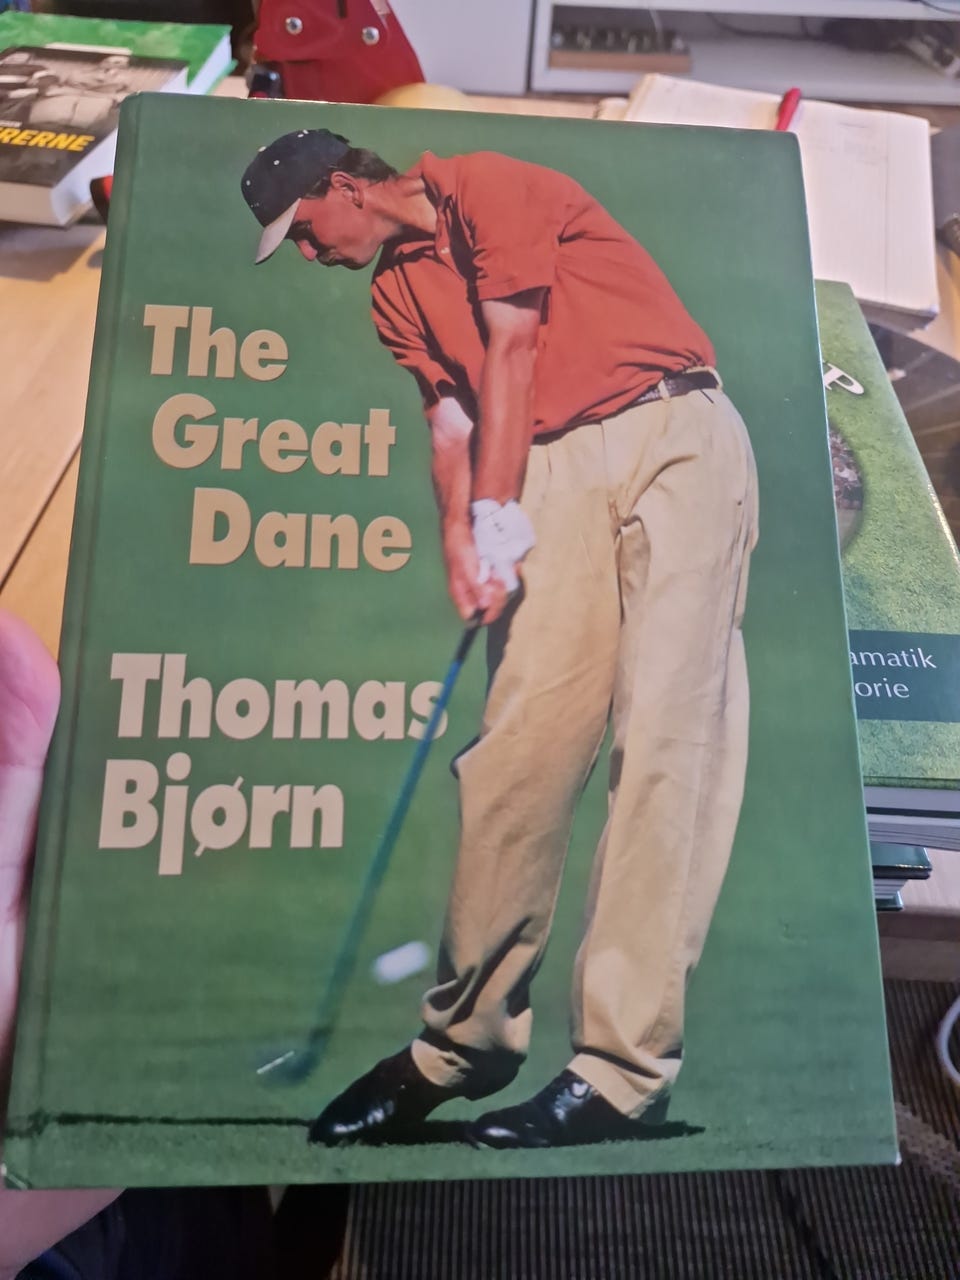 The
Great
Dane
Thomas
Bjørn
RERNE
P
amatik
orie